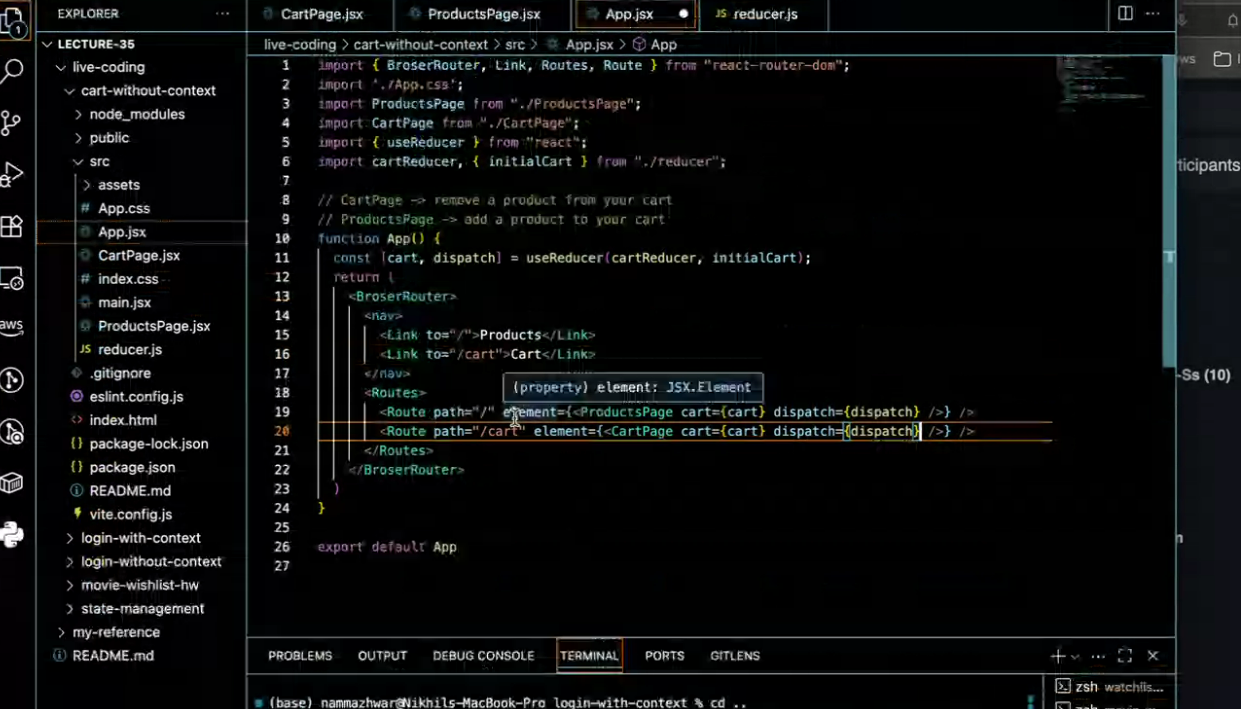 EXPLORER
LECTURE-35
live-coding
cart-without-context
node_modules
public
src
assets
App.css
App.jsx
CartPage.jsx
index.css
main.jsx
ProductsPage.jsx
JS reducer.js
.gitignore
eslint.config.js
index.html
package-lock.json
package.json
README.md
vite.config.js
login-with-context
login-without-context
movie-wishlist-hw
state-management
my-reference
README.md
1
aws
CartPage.jsx
ProductsPage.jsx
App.jsx
JS reducer.js
live-coding > cart-without-context > src > App.jsx > App
1 import { BroserRouter, Link, Routes, Route } from "react-router-dom";
2 import './App.css';
3 import ProductsPage from "./ProductsPage";
4 import CartPage from "./CartPage";
5 import { useReducer } from "react";
6 import cartReducer, { initialCart } from "./reducer";
7
8 // CartPage -> remove a product from your cart
9 // ProductsPage -> add a product to your cart
10 function App() {
11 const [cart, dispatch] = useReducer(cartReducer, initialCart);
12 return (
13 <BroserRouter>
14 <nav>
15 <Link to="/">Products</Link>
16 <Link to="/cart">Cart</Link>
17 </nav>
(property) element: JSX.Element
18 <Routes>
19 <Route path="/" element={<ProductsPage cart={cart} dispatch={dispatch} />} />
20 <Route path="/cart" element={<CartPage cart={cart} dispatch={dispatch} />} />
21 </Routes>
22 </BroserRouter>
23 )
24 }
25
26 export default App
27
PROBLEMS OUTPUT DEBUG CONSOLE TERMINAL PORTS GITLENS
(base) nammazhwar@Nikhils-MacBook-Pro login-with-context % cd ..
zsh watchlis...
zsh
ws
ticipants
-Ss (10)